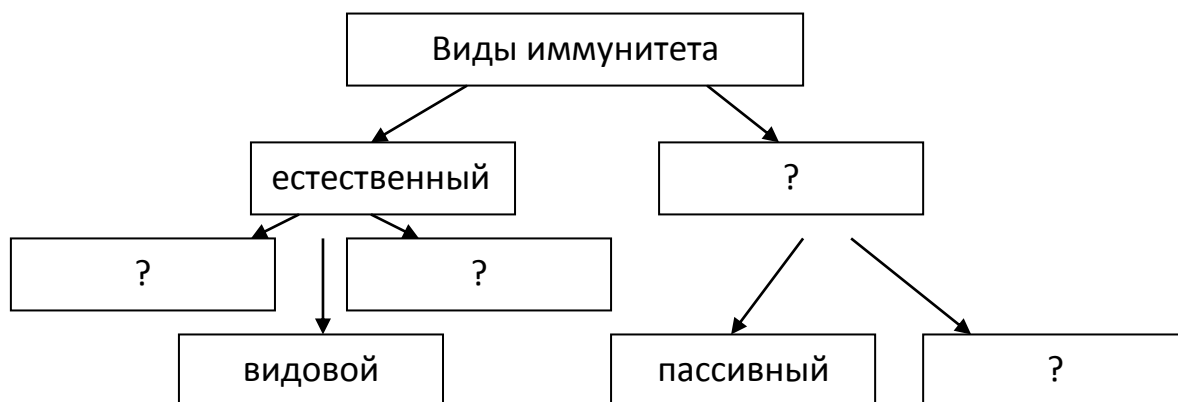 Виды иммунитета
естественный
?
?
?
видовой
пассивный
?